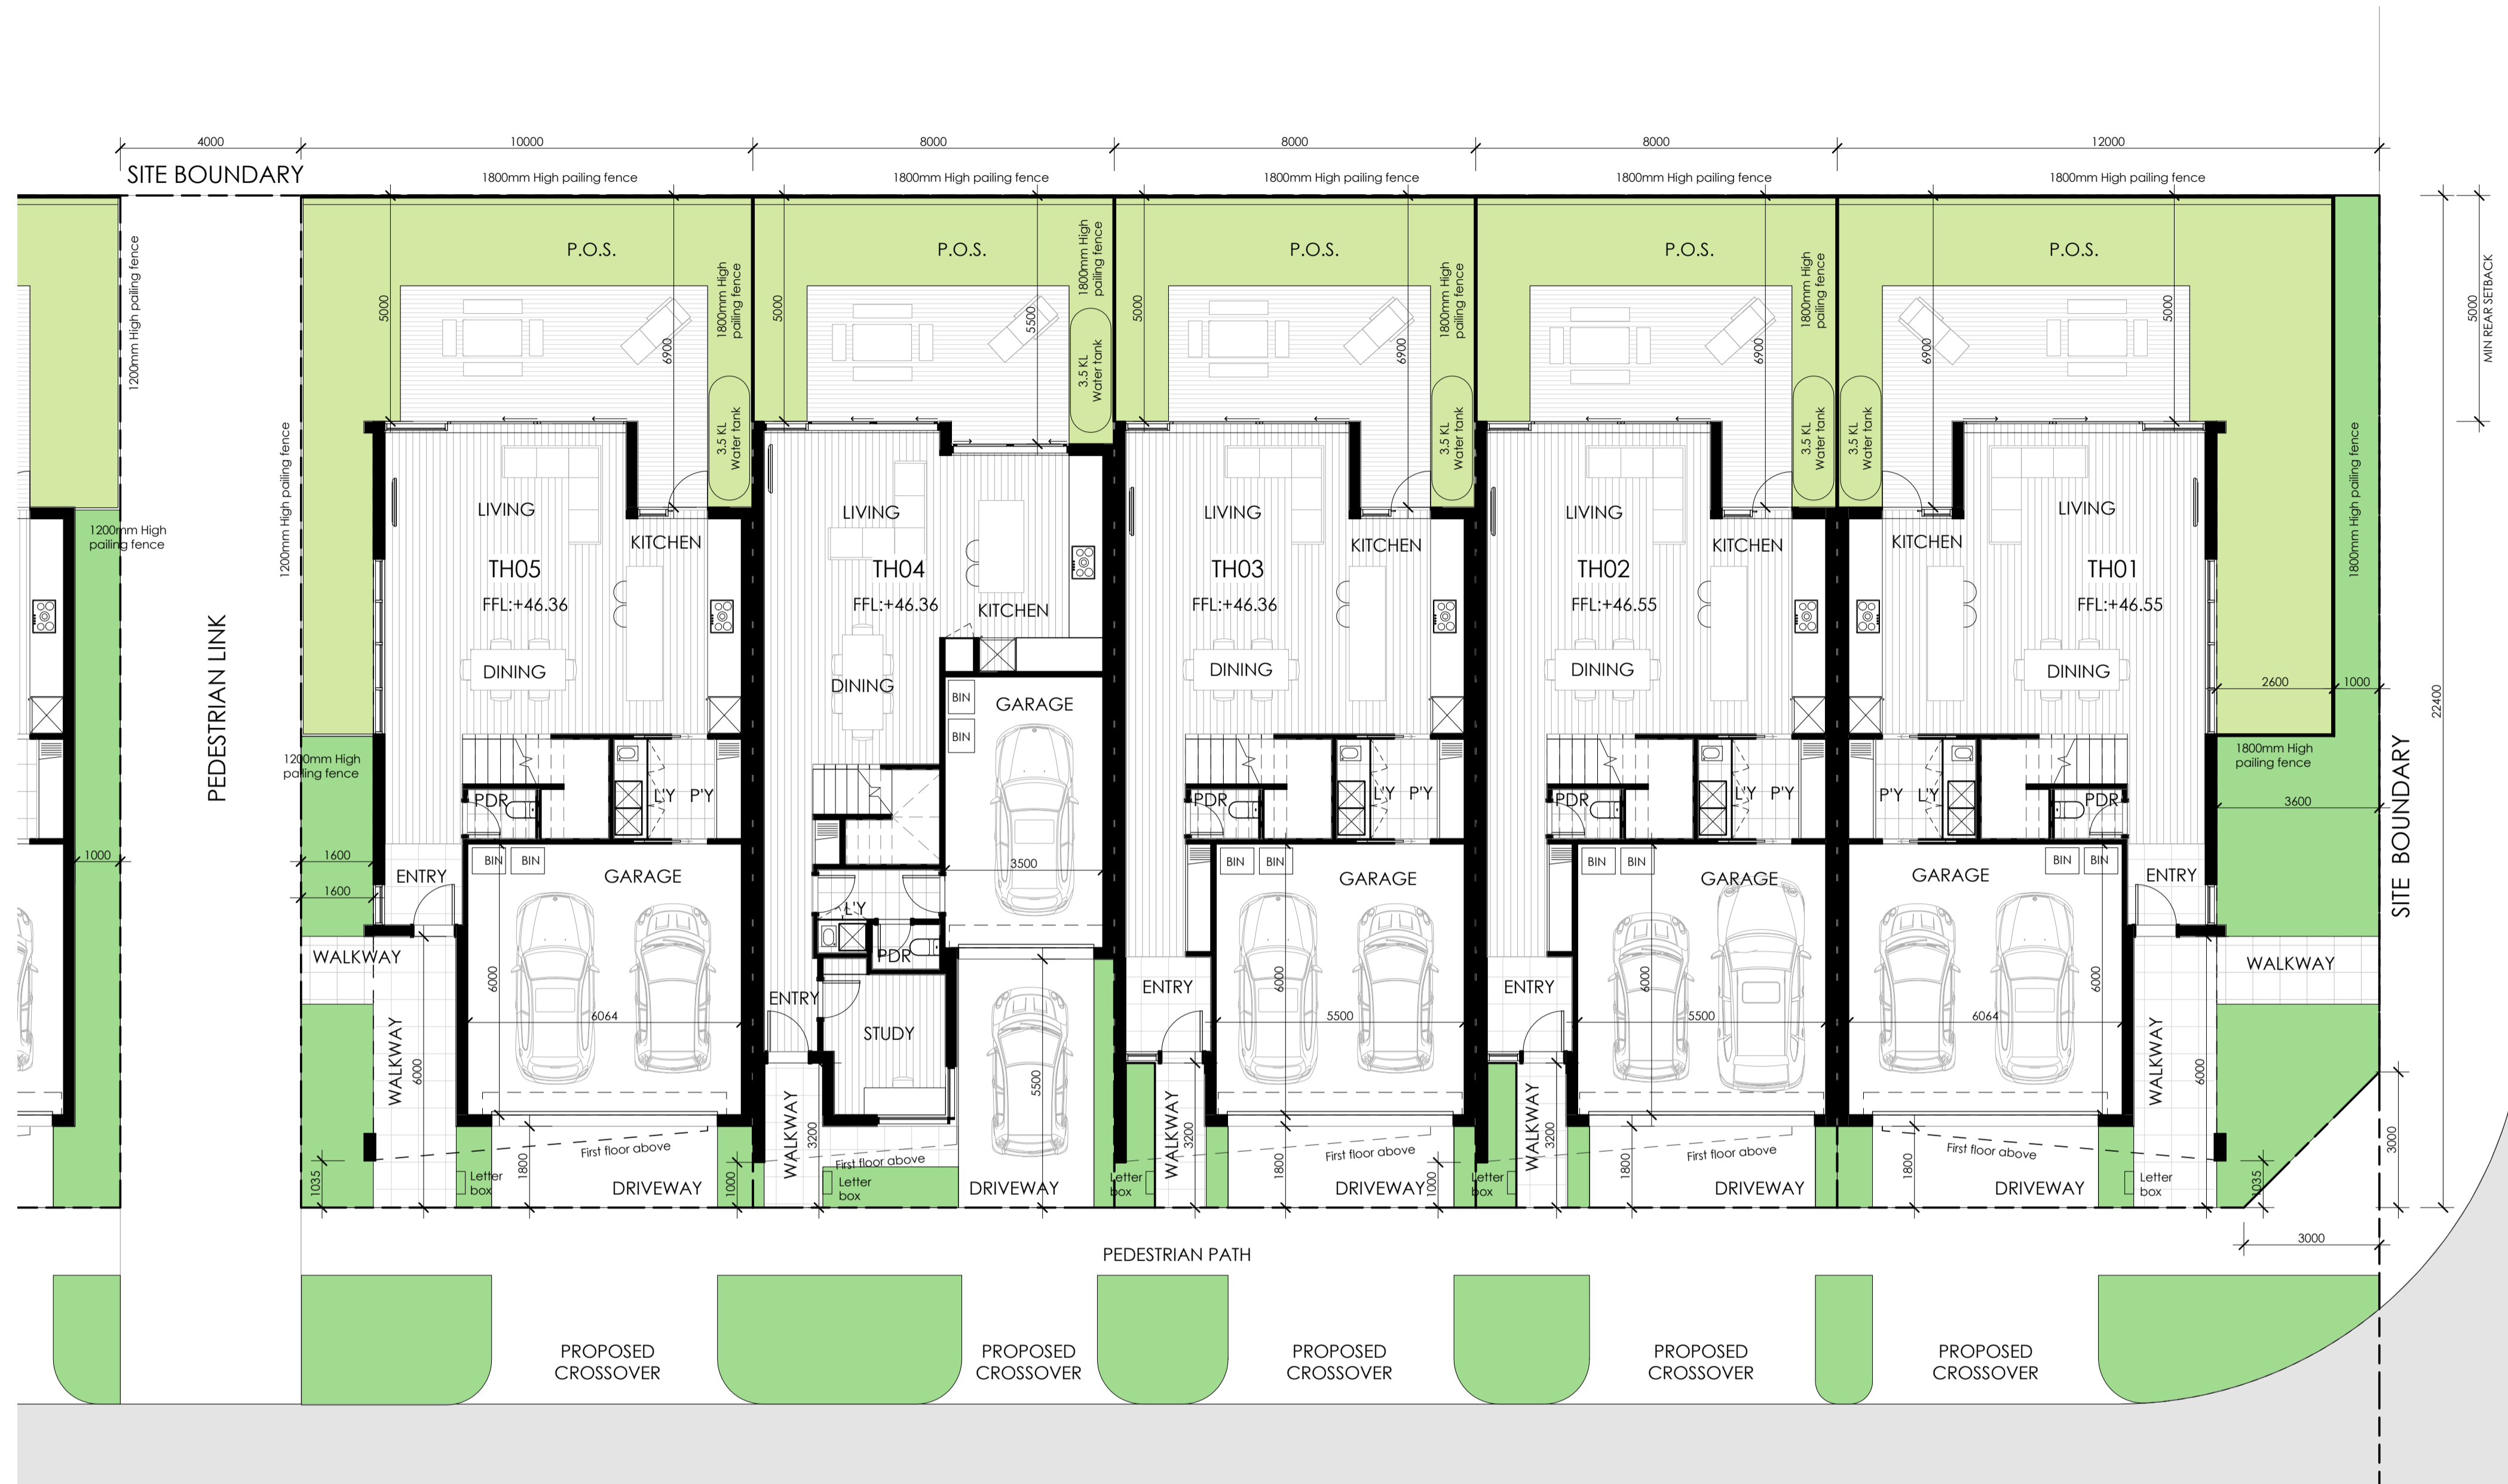 4000
10000
8000
8000
8000
12000
SITE BOUNDARY
1800mm High pailing fence
1800mm High pailing fence
1800mm High pailing fence
1800mm High pailing fence
1800mm High pailing fence
P.O.S.
P.O.S.
P.O.S.
P.O.S.
P.O.S.
1200mm High pailing fence
1200mm High pailing fence
1800mm High
pailing fence
1800mm High
pailing fence
1800mm High
pailing fence
1800mm High
pailing fence
5000
6900
5000
5500
5000
6900
6900
6900
5000
5000
MIN REAR SETBACK
3.5 KL
Water tank
3.5 KL
Water tank
3.5 KL
Water tank
3.5 KL
Water tank
3.5 KL
Water tank
1800mm High pailing fence
1200mm High
pailing fence
LIVING
KITCHEN
TH05
FFL:+46.36
DINING
LIVING
TH04
FFL:+46.36
KITCHEN
DINING
LIVING
KITCHEN
TH03
FFL:+46.36
DINING
LIVING
KITCHEN
TH02
FFL:+46.55
DINING
LIVING
KITCHEN
TH01
FFL:+46.55
DINING
PEDESTRIAN LINK
2600
1000
22400
BIN
BIN
GARAGE
1200mm High
pailing fence
1800mm High
pailing fence
SITE BOUNDARY
3600
PDR
L'Y
P'Y
PDR
L'Y
P'Y
PDR
L'Y
P'Y
P'Y
L'Y
PDR
1000
1600
1600
ENTRY
BIN
BIN
GARAGE
3500
L'Y
PDR
BIN
BIN
GARAGE
BIN
BIN
GARAGE
GARAGE
BIN
BIN
ENTRY
WALKWAY
WALKWAY
6000
6000
6064
ENTRY
STUDY
5500
ENTRY
6000
5500
ENTRY
6000
5500
6064
6000
WALKWAY
WALKWAY
6000
WALKWAY
3200
WALKWAY
3200
WALKWAY
3200
3000
First floor above
First floor above
First floor above
First floor above
First floor above
1035
Letter
box
1800
DRIVEWAY
1000
Letter
box
DRIVEWAY
Letter
box
1800
DRIVEWAY
1000
Letter
box
1800
DRIVEWAY
1800
DRIVEWAY
Letter
box
1035
3000
PEDESTRIAN PATH
PROPOSED
CROSSOVER
PROPOSED
CROSSOVER
PROPOSED
CROSSOVER
PROPOSED
CROSSOVER
PROPOSED
CROSSOVER